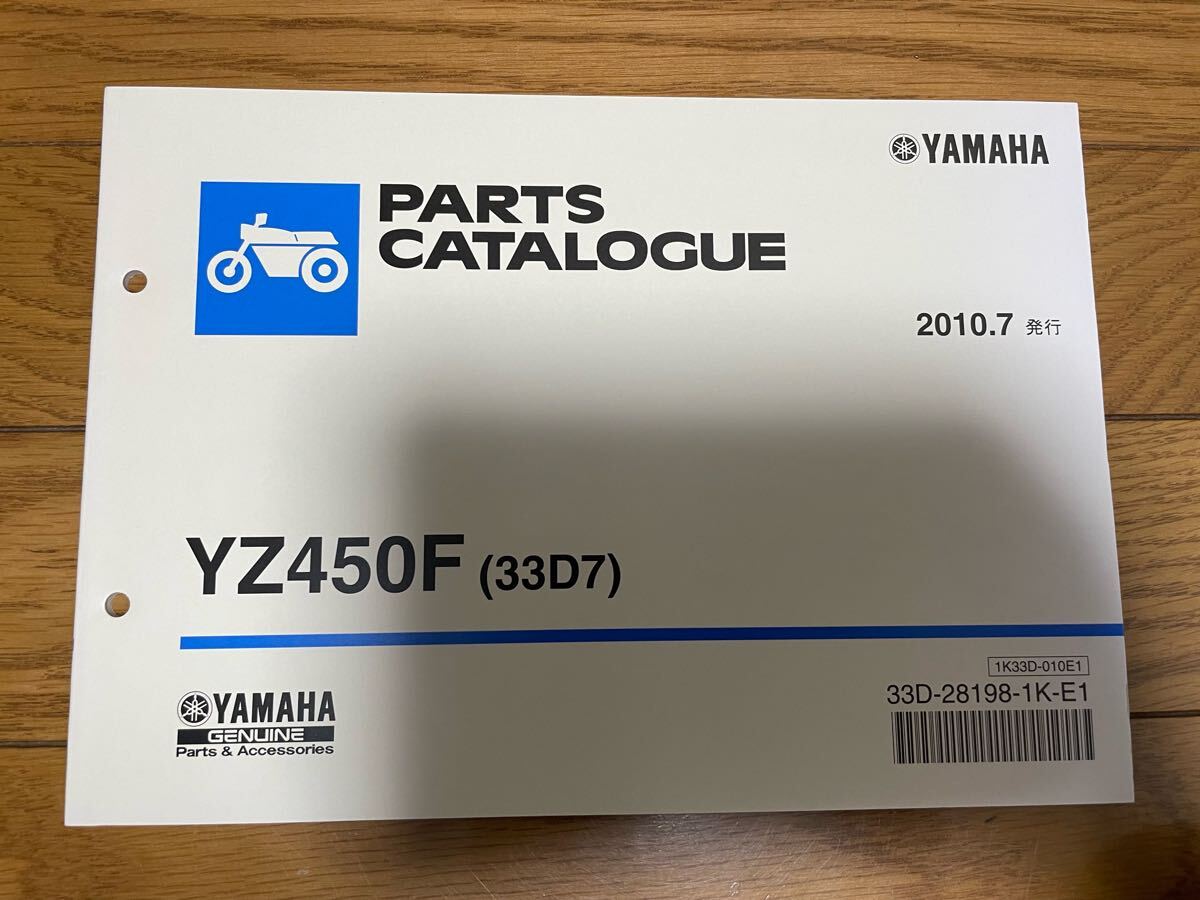 YAMAHA
PARTS
CATALOGUE
2010.7 発行
YZ450F (33D7)
1K33D-010E1
33D-28198-1K-E1
YAMAHA
GENUINE
Parts & Accessories